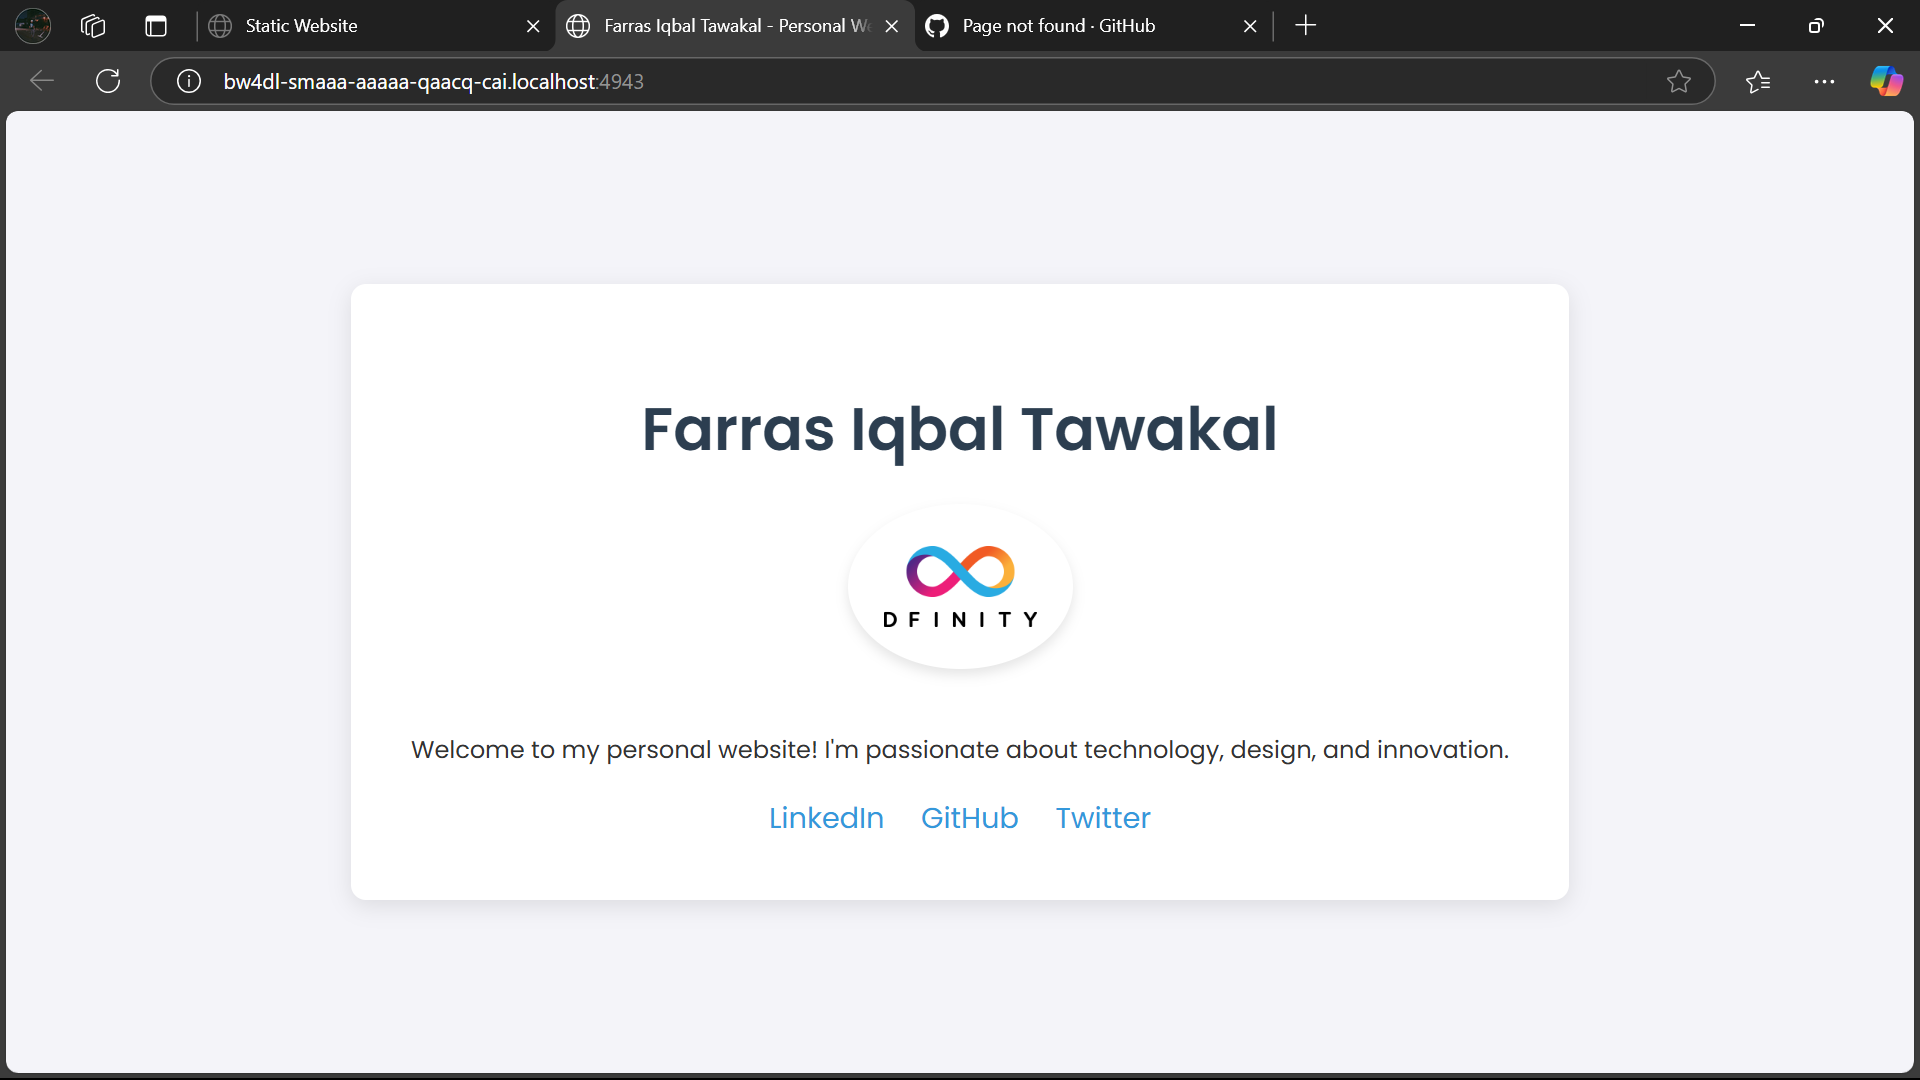 Static Website
Farras Iqbal Tawakal - Personal We
Page not found · GitHub
bw4dl-smaaa-aaaaa-qaacq-cai.localhost:4943
Farras Iqbal Tawakal
DFINITY
Welcome to my personal website! I'm passionate about technology, design, and innovation.
LinkedIn GitHub Twitter